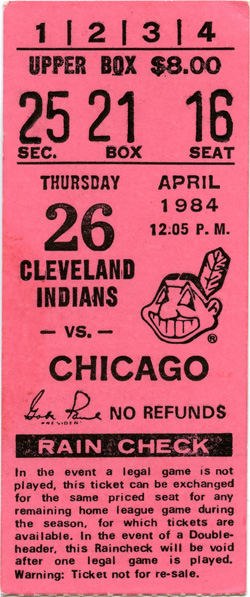 1 | 2 | 3 | 4
UPPER BOX $8.00
25 21 16
SEC. BOX SEAT
THURSDAY APRIL
26 1984
12:05 P. M.
CLEVELAND
INDIANS
®
— VS. —
CHICAGO
PRESIDENT
NO REFUNDS
RAIN CHECK
In the event a legal game is not
played, this ticket can be exchanged
for the same priced seat for any
remaining home league game during
the season, for which tickets are
available. In the event of a Double-
header, this Raincheck will be void
after one legal game is played.
Warning: Ticket not for re-sale.